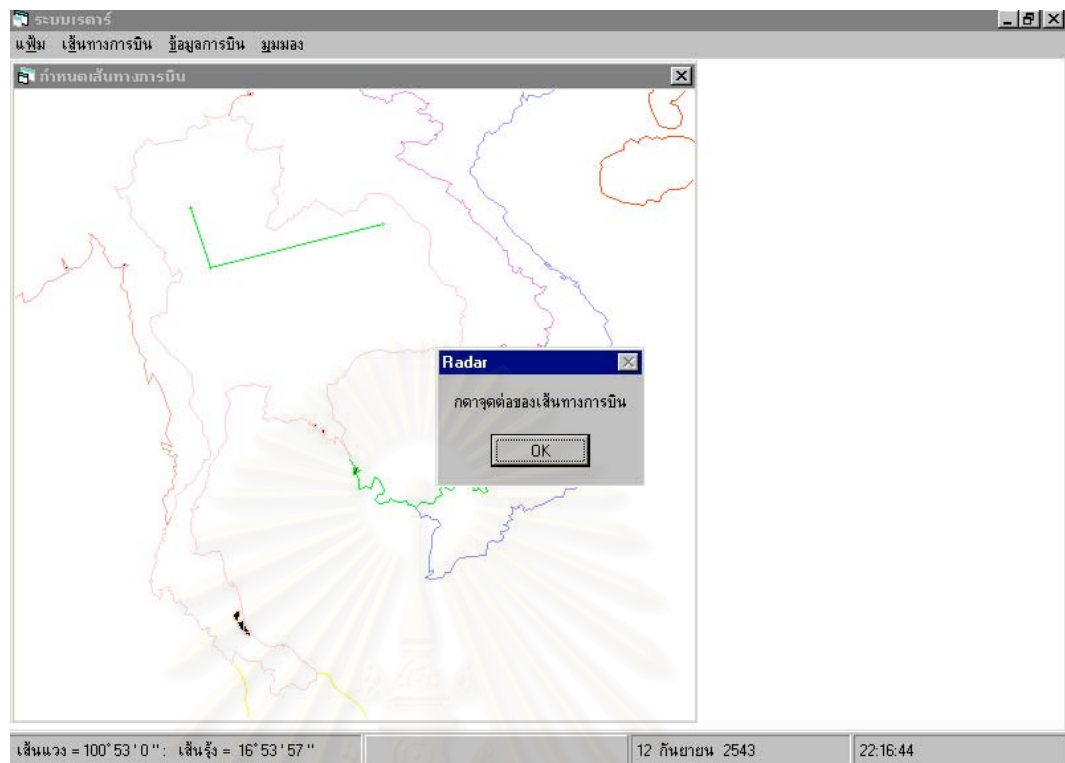 ระบบเรดาร์
แฟ้ม เส้นทางการบิน ข้อมูลการบิน มุมมอง
กำหนดเส้นทางการบิน
Radar
กดาจุดต่อของเส้นทางการบิน
OK
เส้นแวง = 100° 53 ' 0 '' : เส้นรุ้ง = 16° 53 ' 57 ''
12 กันยายน 2543
22:16:44